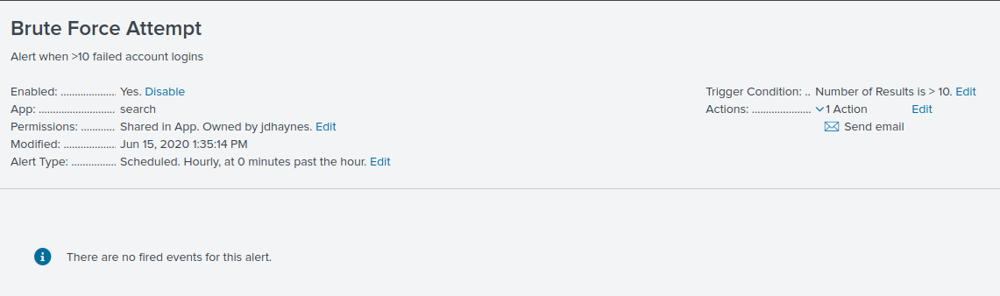 Brute Force Attempt
Alert when >10 failed account logins
Enabled: ................... Yes. Disable
App: .......................... search
Permissions: ............ Shared in App. Owned by jdhaynes. Edit
Modified: .................. Jun 15, 2020 1:35:14 PM
Alert Type: ................ Scheduled. Hourly, at 0 minutes past the hour. Edit
Trigger Condition: .. Number of Results is > 10. Edit
Actions: ..................... 1 Action Edit
Send email
There are no fired events for this alert.